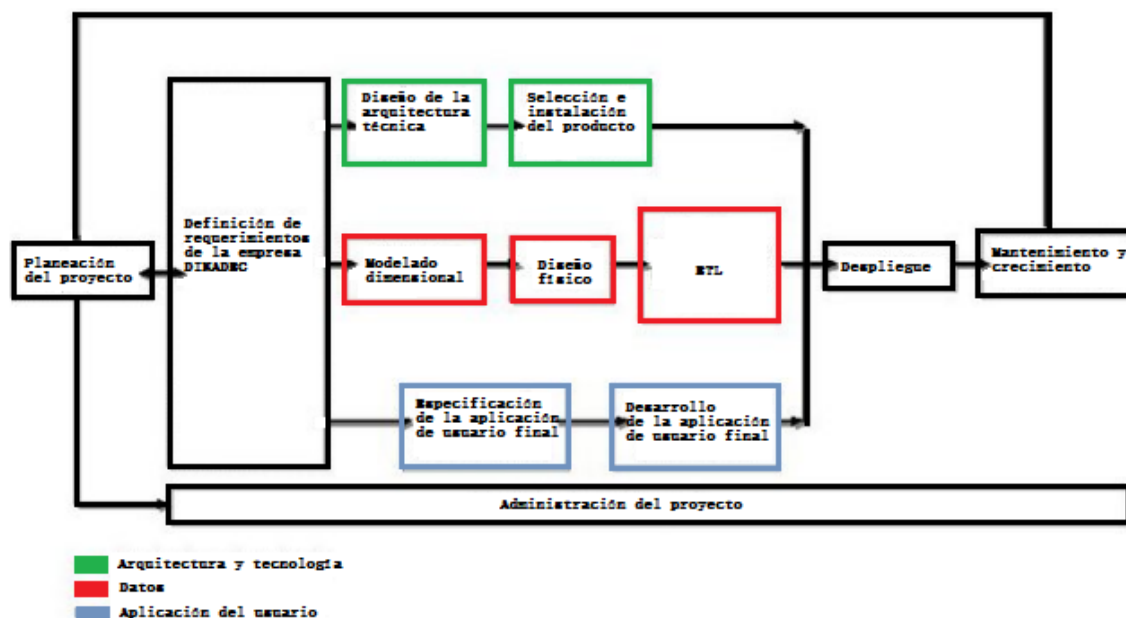 Diseño de la
arquitectura
técnica
Selección e
instalación
del producto
Definición de
requerimientos
de la empresa
DIKADEC
Planeación
del proyecto
Modelado
dimensional
Diseño
físico
ETL
Despliegue
Mantenimiento y
crecimiento
Especificación
de la aplicación
de usuario final
Desarrollo
de la aplicación
de usuario final
Administración del proyecto
Arquitectura y tecnología
Datos
Aplicación del usuario